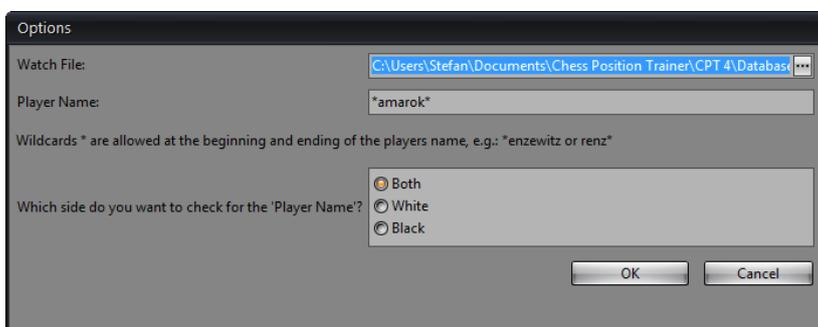 Options
Watch File: C:\Users\Stefan\Documents\Chess Position Trainer\CPT 4\Database ...
Player Name: *amarok*
Wildcards * are allowed at the beginning and ending of the players name, e.g.: *enzewitz or renz*
Both
Which side do you want to check for the 'Player Name'? White
Black
OK Cancel